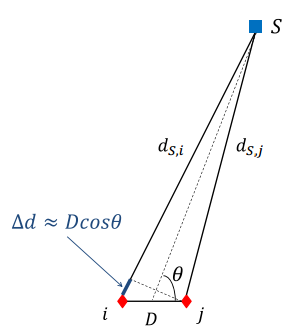 S
d_{S,i}
d_{S,j}
Δd ≈ Dcosθ
θ
i
D
j